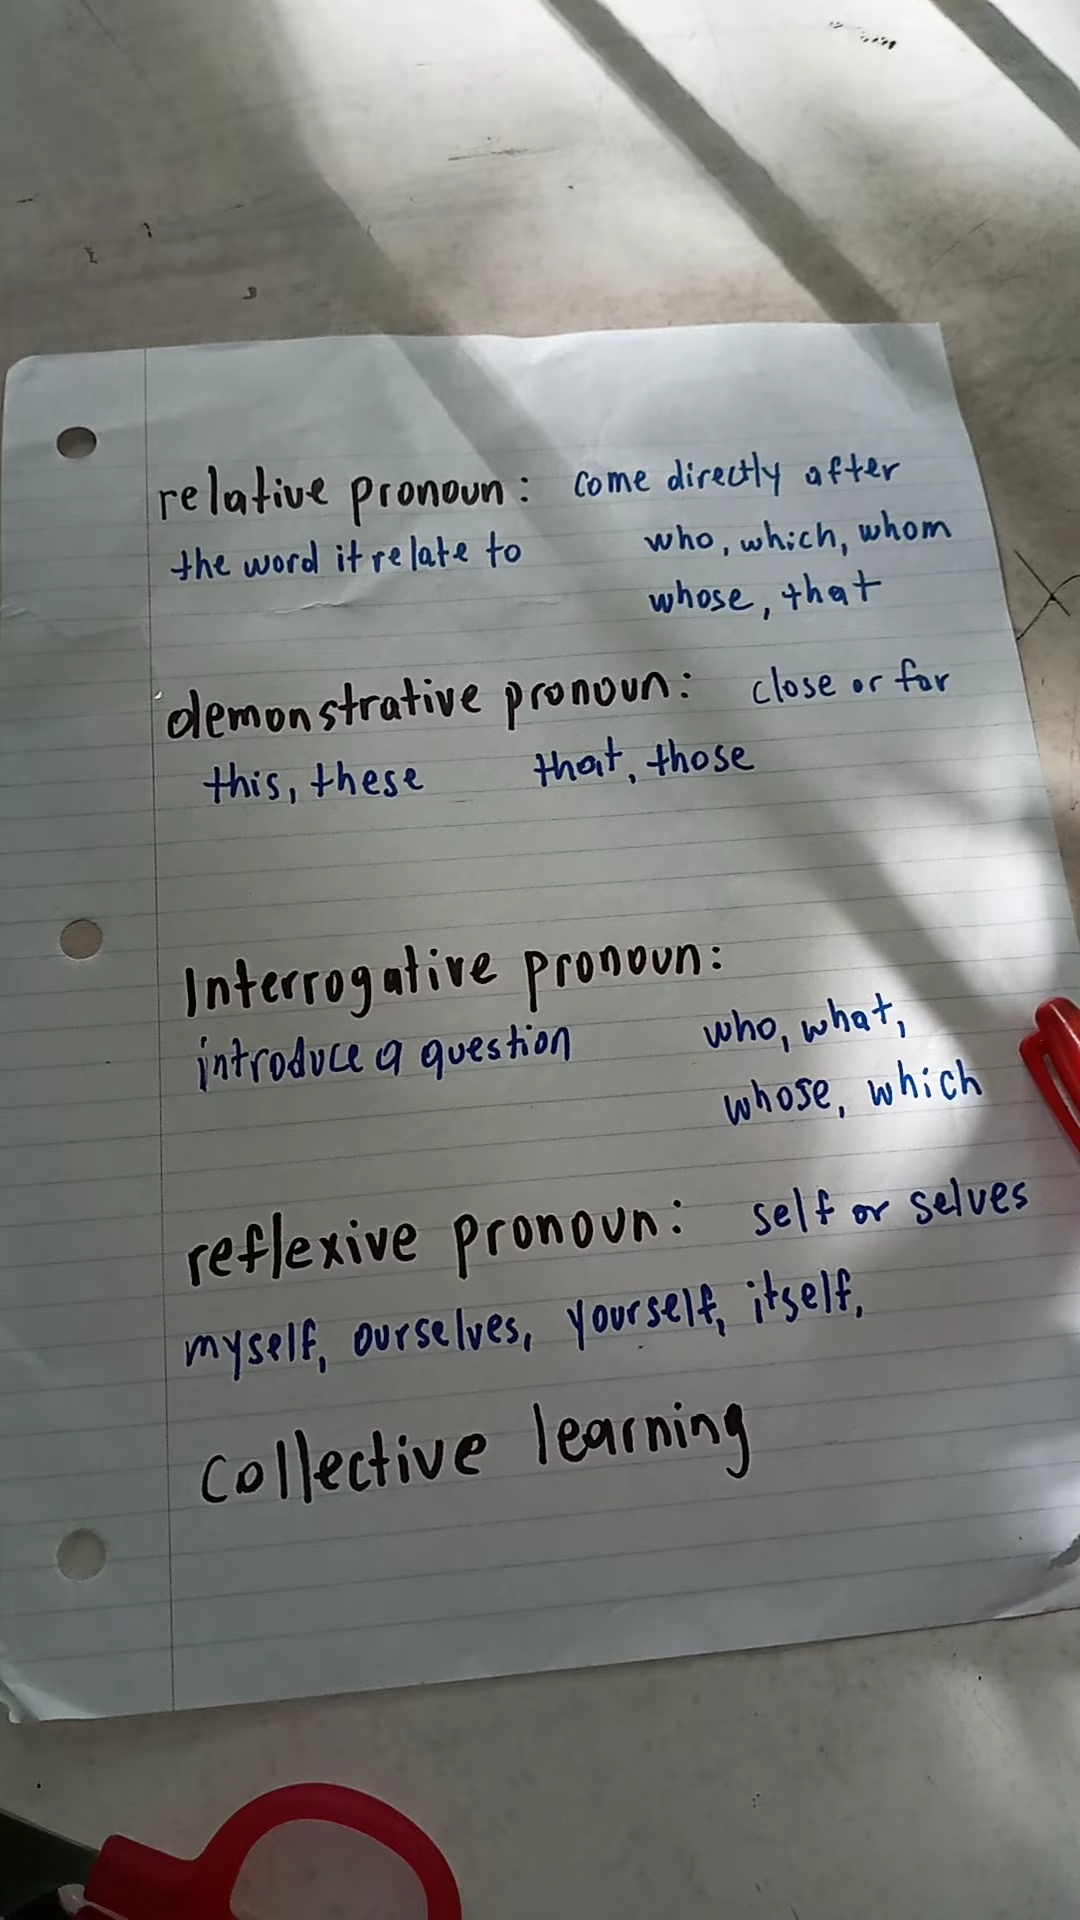 relative pronoun: come directly after
the word it relate to who, which, whom
whose, that
demonstrative pronoun: close or far
this, these that, those
Interrogative pronoun:
introduce a question who, what,
whose, which
reflexive pronoun: self or selves
myself, ourselves, yourself, itself,
collective learning